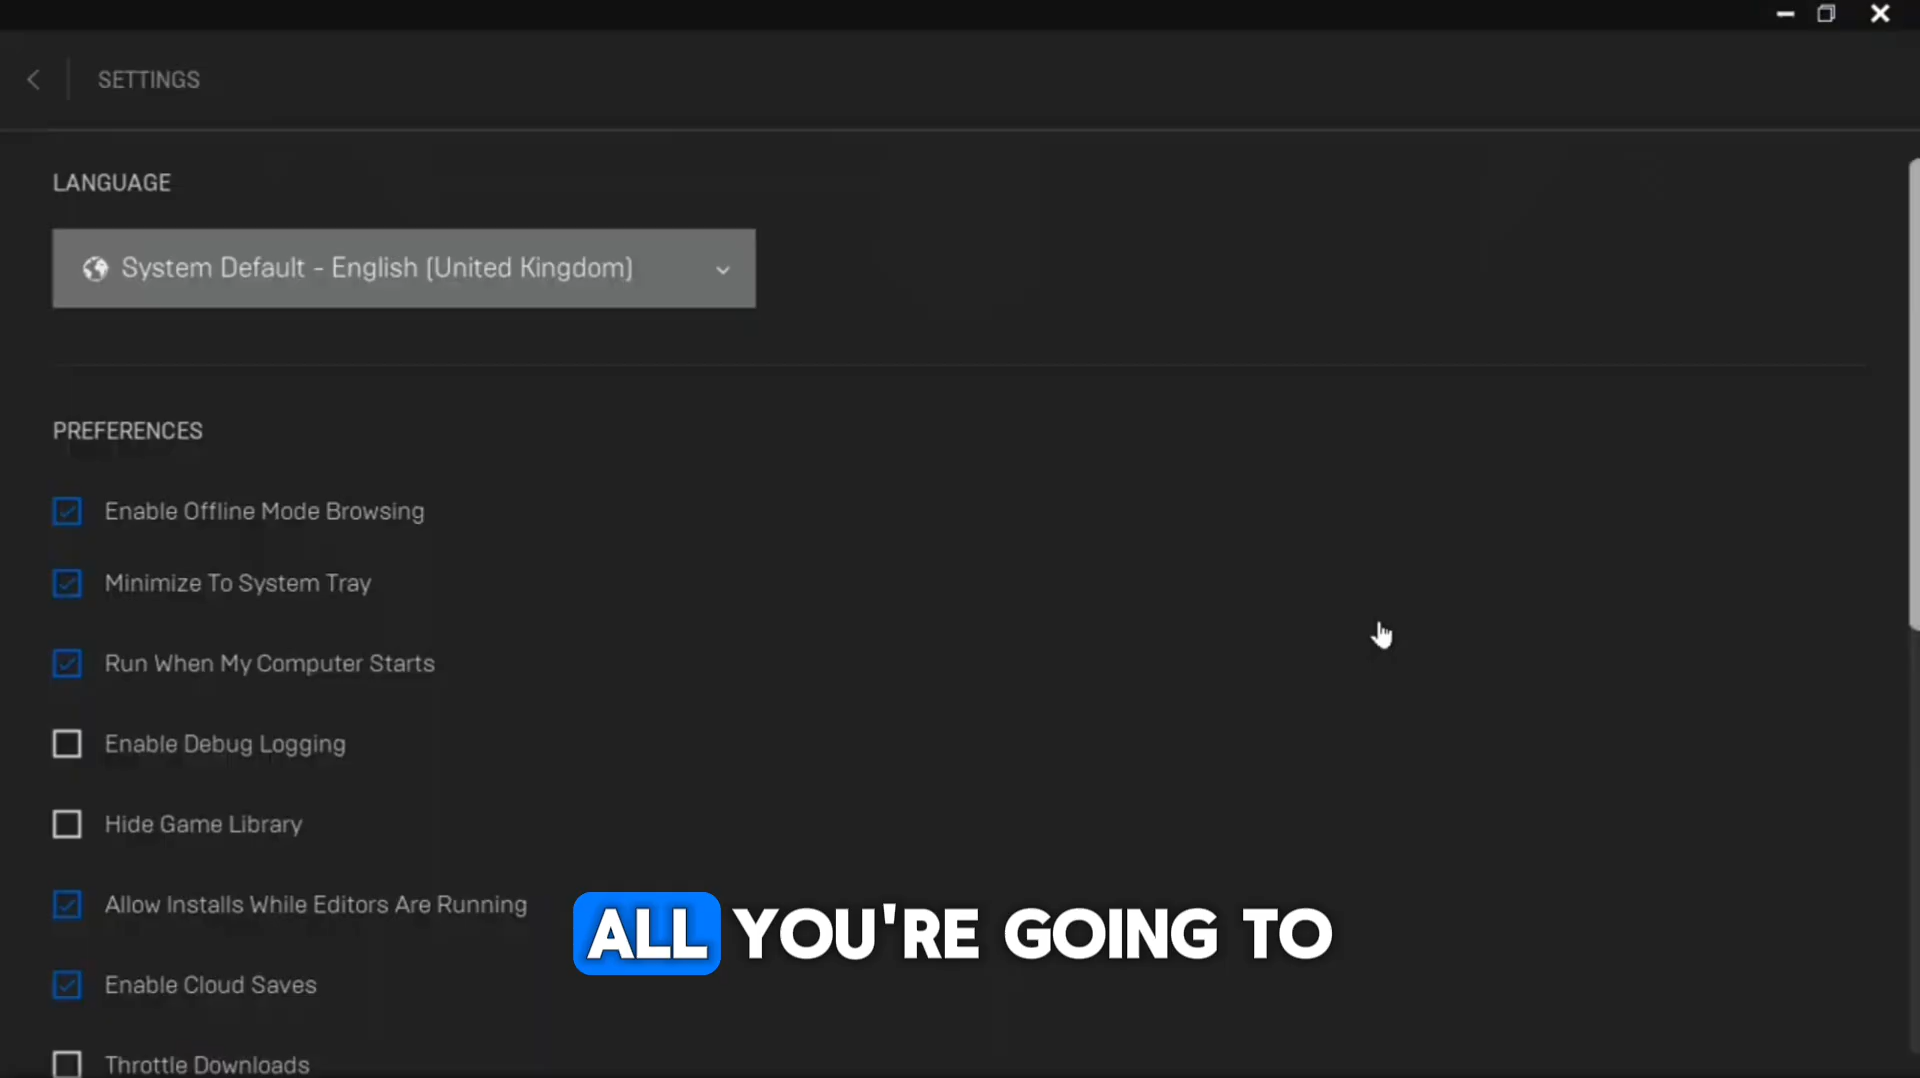 SETTINGS
LANGUAGE
System Default - English (United Kingdom)
PREFERENCES
Enable Offline Mode Browsing
Minimize To System Tray
Run When My Computer Starts
Enable Debug Logging
Hide Game Library
Allow Installs While Editors Are Running
ALL YOU'RE GOING TO
Enable Cloud Saves
Throttle Downloads